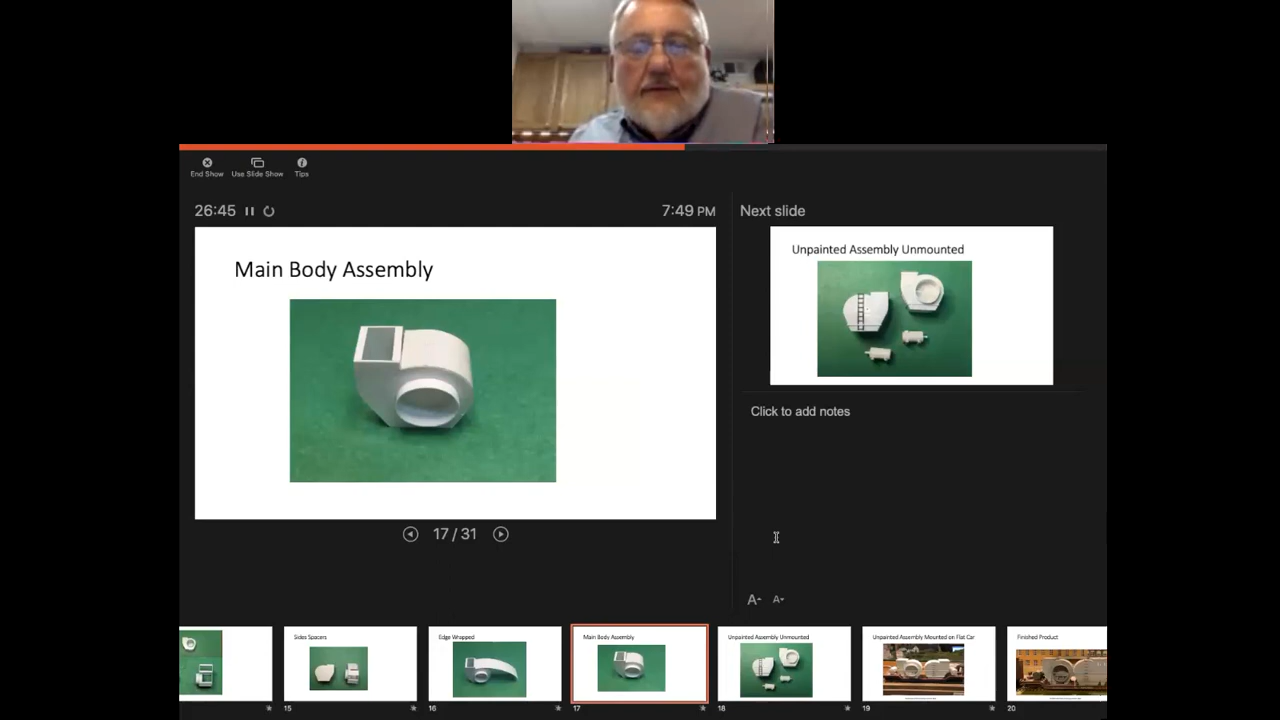 End Show
Use Slide Show
Tips
26:45
7:49 PM
Next slide
Main Body Assembly
Unpainted Assembly Unmounted
Click to add notes
17 / 31
A
A
Sides Spacers
Edge Wrapped
Main Body Assembly
Unpainted Assembly Unmounted
Unpainted Assembly Mounted on Flat Car
Finished Product
15
16
17
18
19
20